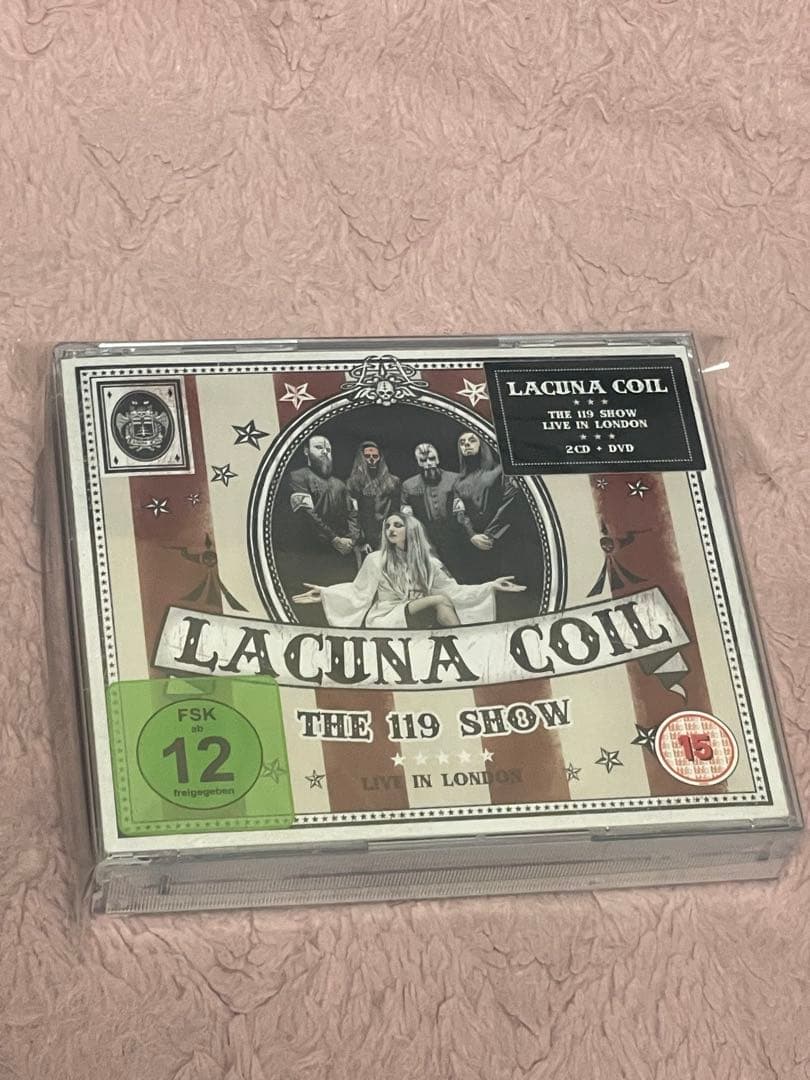 LACUNA COIL
THE 119 SHOW
LIVE IN LONDON
2CD + DVD
LACUNA COIL
THE 119 SHOW
LIVE IN LONDON
FSK
ab
12
freigegeben
15